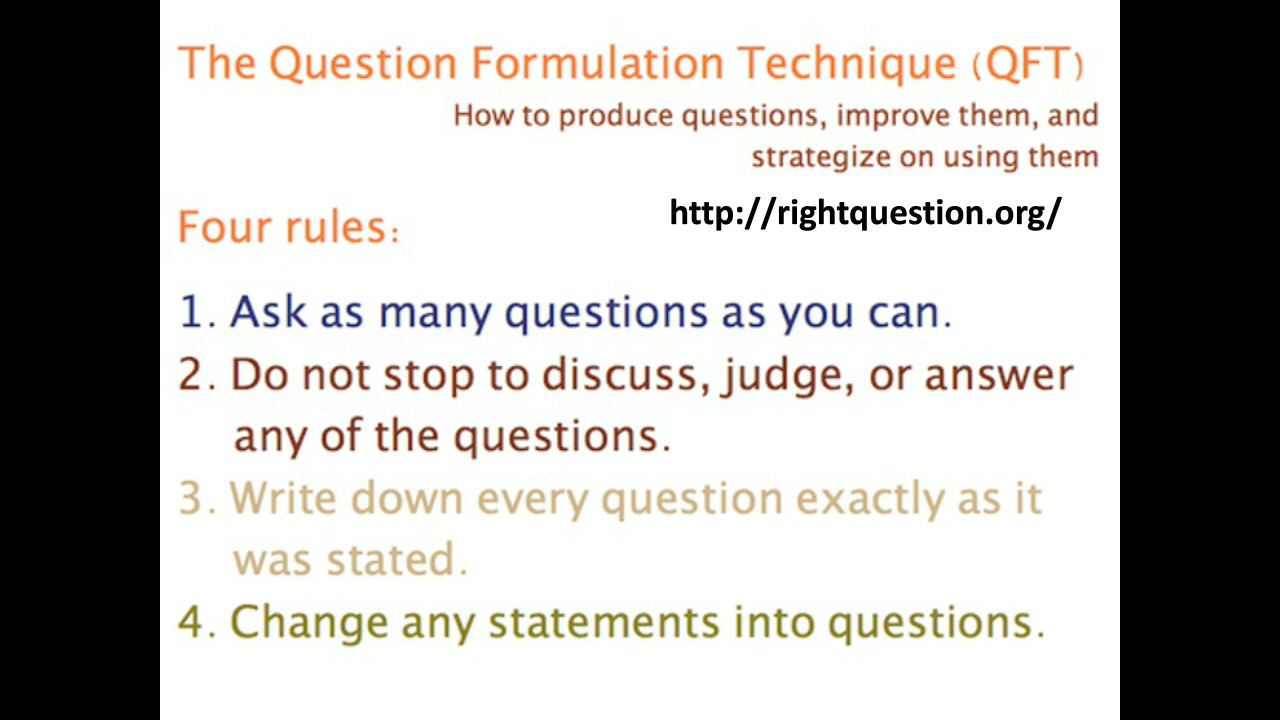 The Question Formulation Technique (QFT)
How to produce questions, improve them, and
strategize on using them
http://rightquestion.org/
Four rules:
1. Ask as many questions as you can.
2. Do not stop to discuss, judge, or answer
any of the questions.
3. Write down every question exactly as it
was stated.
4. Change any statements into questions.